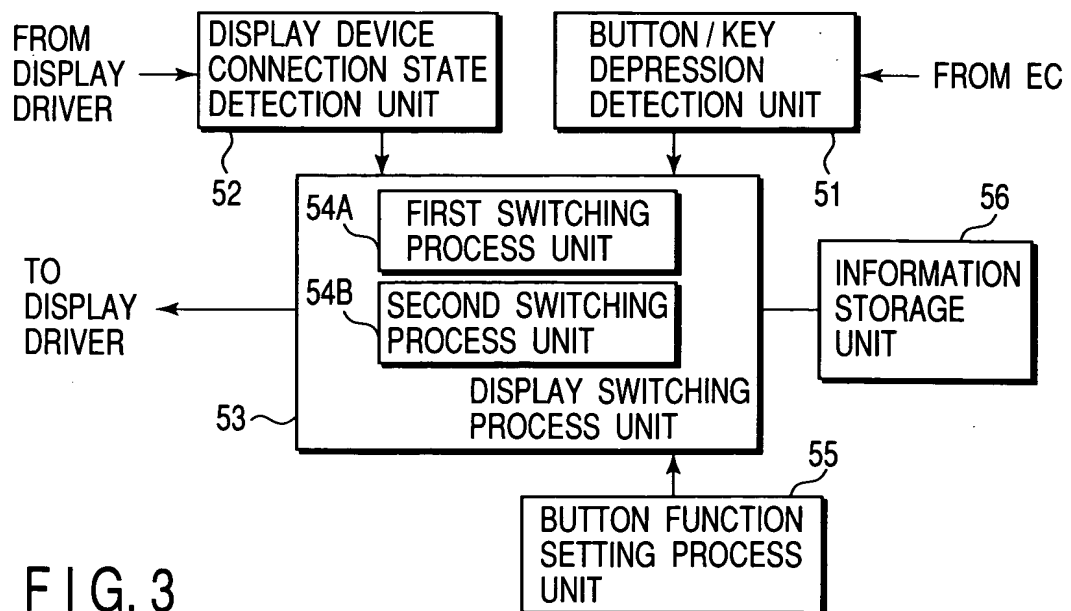 FROM
DISPLAY
DRIVER
DISPLAY DEVICE
CONNECTION STATE
DETECTION UNIT
52
BUTTON / KEY
DEPRESSION
DETECTION UNIT
51
FROM EC
54A
FIRST SWITCHING
PROCESS UNIT
54B
SECOND SWITCHING
PROCESS UNIT
DISPLAY SWITCHING
PROCESS UNIT
53
TO
DISPLAY
DRIVER
56
INFORMATION
STORAGE
UNIT
55
BUTTON FUNCTION
SETTING PROCESS
UNIT
FIG. 3